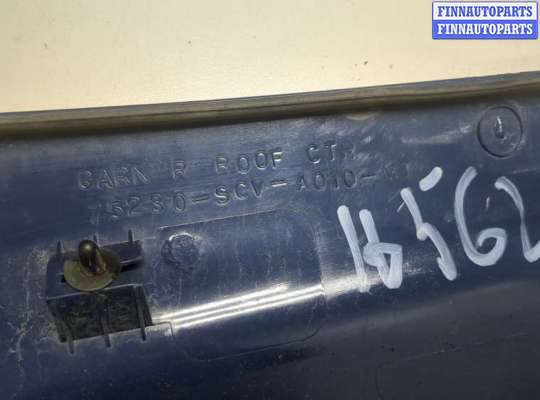 FINNAUTOPARTS
FINNAUTOPARTS
GARN R ROOF CTR
75230-SCV-A010-M1